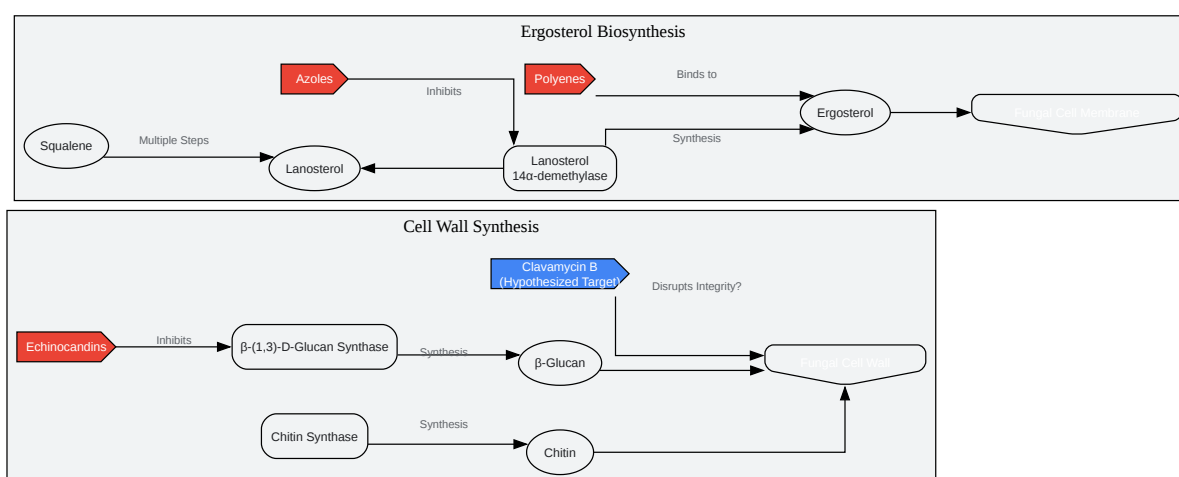 Ergosterol Biosynthesis
Azoles
Inhibits
Polyenes
Binds to
Ergosterol
Fungal Cell Membrane
Squalene
Multiple Steps
Lanosterol
Lanosterol
14α-demethylase
Synthesis
Cell Wall Synthesis
Clavamycin B
(Hypothesized Target)
Disrupts Integrity?
Echinocandins
Inhibits
β-(1,3)-D-Glucan Synthase
Synthesis
β-Glucan
Fungal Cell Wall
Chitin Synthase
Synthesis
Chitin